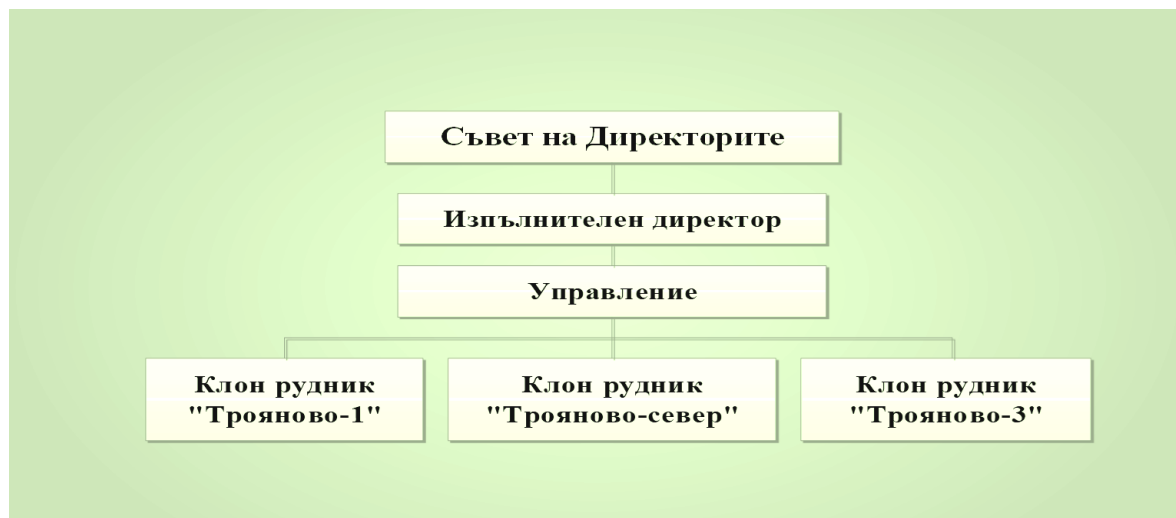 Съвет на Директорите
Изпълнителен директор
Управление
Клон рудник
"Трояново-1"
Клон рудник
"Трояново-север"
Клон рудник
"Трояново-3"